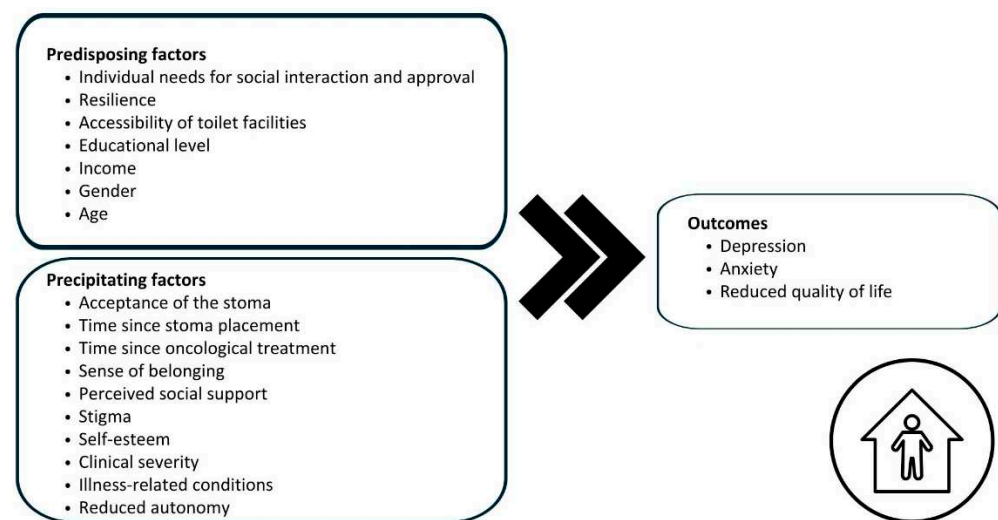 Predisposing factors
• Individual needs for social interaction and approval
• Resilience
• Accessibility of toilet facilities
• Educational level
• Income
• Gender
• Age
Precipitating factors
• Acceptance of the stoma
• Time since stoma placement
• Time since oncological treatment
• Sense of belonging
• Perceived social support
• Stigma
• Self-esteem
• Clinical severity
• Illness-related conditions
• Reduced autonomy
Outcomes
• Depression
• Anxiety
• Reduced quality of life